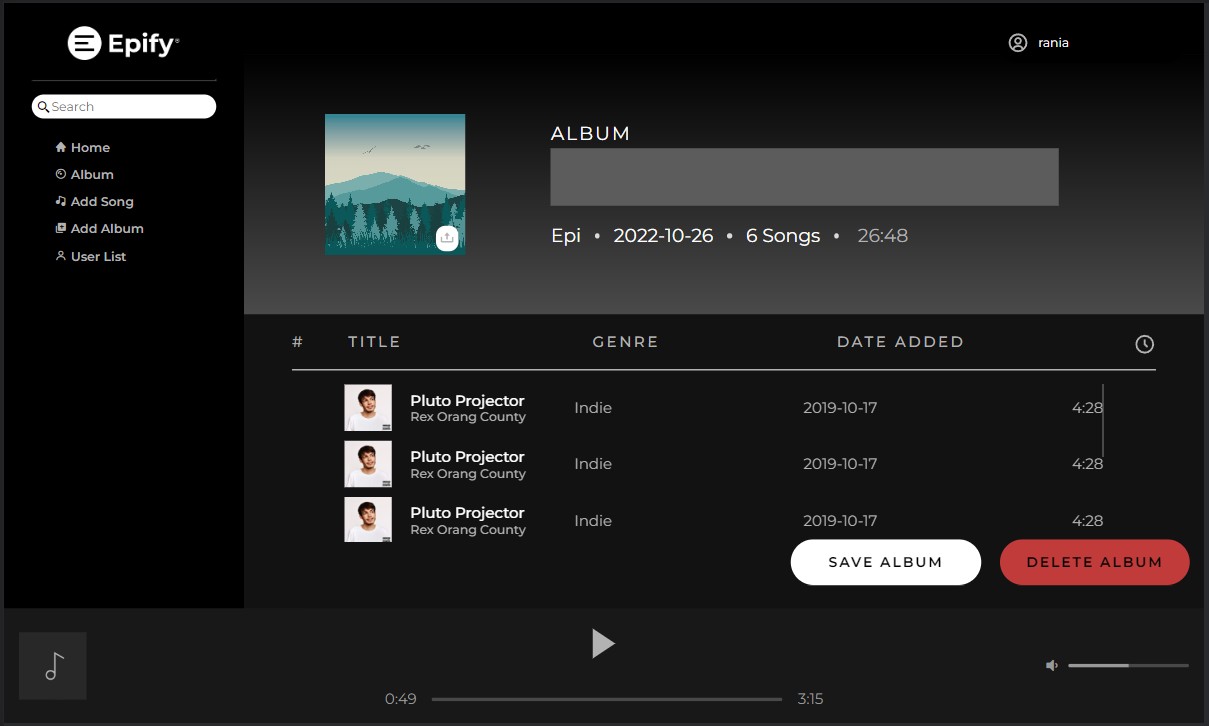 Epify
rania
Search
Home
Album
Add Song
Add Album
User List
ALBUM
Epi • 2022-10-26 • 6 Songs • 26:48
# TITLE GENRE DATE ADDED
Pluto Projector
Rex Orang County
Indie 2019-10-17 4:28
Pluto Projector
Rex Orang County
Indie 2019-10-17 4:28
Pluto Projector
Rex Orang County
Indie 2019-10-17 4:28
SAVE ALBUM DELETE ALBUM
0:49 3:15